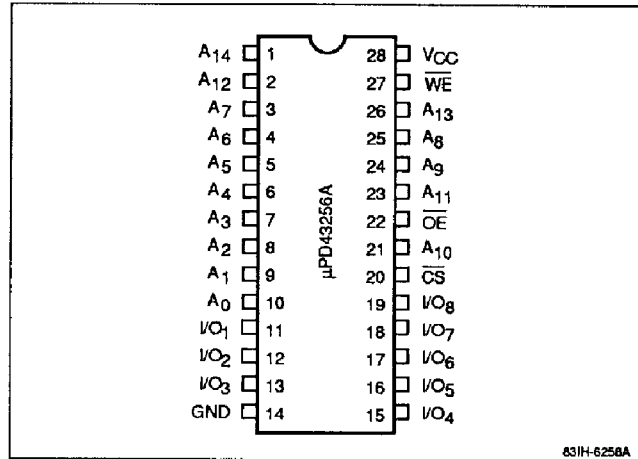 A14 1 28 VCC
A12 2 27 WE
A7 3 26 A13
A6 4 25 A8
A5 5 24 A9
A4 6 23 A11
A3 7 22 OE
A2 8 21 A10
A1 9 20 CS
A0 10 19 I/O8
I/O1 11 18 I/O7
I/O2 12 17 I/O6
I/O3 13 16 I/O5
GND 14 15 I/O4
µPD43256A
83IH-6258A